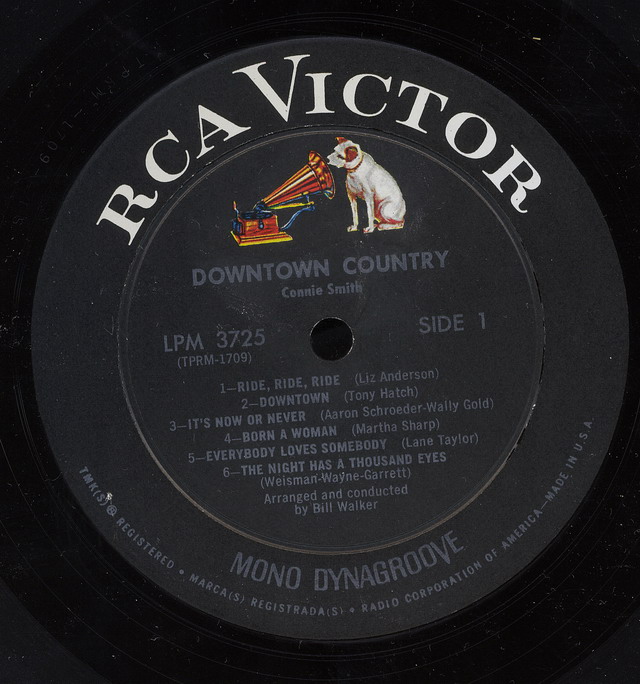 RCA VICTOR
DOWNTOWN COUNTRY
Connie Smith
LPM 3725
(TPRM-1709)
SIDE 1
1—RIDE, RIDE, RIDE (Liz Anderson)
2—DOWNTOWN (Tony Hatch)
3—IT'S NOW OR NEVER (Aaron Schroeder-Wally Gold)
4—BORN A WOMAN (Martha Sharp)
5—EVERYBODY LOVES SOMEBODY (Lane Taylor)
6—THE NIGHT HAS A THOUSAND EYES
(Weisman-Wayne-Garrett)
Arranged and conducted
by Bill Walker
MONO DYNAGROOVE
TMK(S) ® REGISTERED • MARCA(S) REGISTRADA(S) • RADIO CORPORATION OF AMERICA—MADE IN U.S.A.